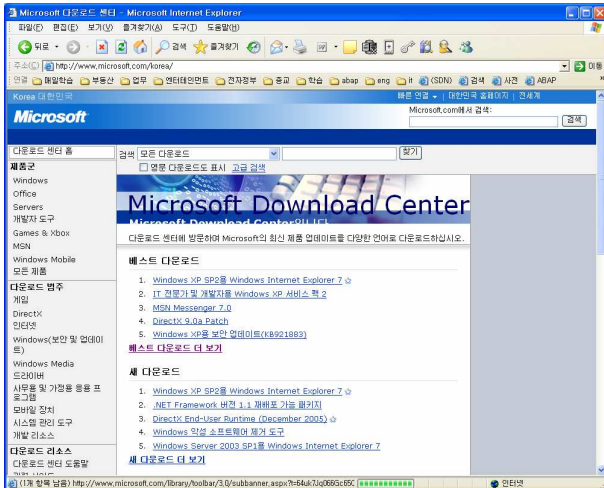 Microsoft 다운로드 센터 - Microsoft Internet Explorer
파일(F) 편집(E) 보기(V) 즐겨찾기(A) 도구(T) 도움말(H)
뒤로 검색 즐겨찾기
주소(C) http://www.microsoft.com/korea/ 이동
연결 매일학습 부동산 업무 엔터테인먼트 전자정부 종교 학습 abap eng it (SDN) 검색 사전 ABAP
Korea 대한민국 빠른 연결 | 대한민국 홈페이지 | 전세계
Microsoft
Microsoft.com에서 검색:
검색
다운로드 센터 홈
제품군
Windows
Office
Servers
개발자 도구
Games & Xbox
MSN
Windows Mobile
모든 제품
다운로드 범주
게임
DirectX
인터넷
Windows(보안 및 업데이
트)
Windows Media
드라이버
사무용 및 가정용 응용 프
로그램
모바일 장치
시스템 관리 도구
개발 리소스
다운로드 리소스
다운로드 센터 도움말
검색 모든 다운로드 찾기
영문 다운로드도 표시 고급 검색
Microsoft Download Center
Microsoft Download Center입니다
다운로드 센터에 방문하여 Microsoft의 최신 제품 업데이트를 다양한 언어로 다운로드하십시오.
베스트 다운로드
1. Windows XP SP2용 Windows Internet Explorer 7
2. IT 전문가 및 개발자용 Windows XP 서비스 팩 2
3. MSN Messenger 7.0
4. DirectX 9.0a Patch
5. Windows XP용 보안 업데이트(KB921883)
베스트 다운로드 더 보기
새 다운로드
1. Windows XP SP2용 Windows Internet Explorer 7
2. .NET Framework 버전 1.1 재배포 가능 패키지
3. DirectX End-User Runtime (December 2005)
4. Windows 악성 소프트웨어 제거 도구
5. Windows Server 2003 SP1용 Windows Internet Explorer 7
새 다운로드 더 보기
(1개 항목 남음) http://www.microsoft.com/library/toolbar/3.0/subbanner.aspx?t=64uk7Jq066Gc65C 인터넷